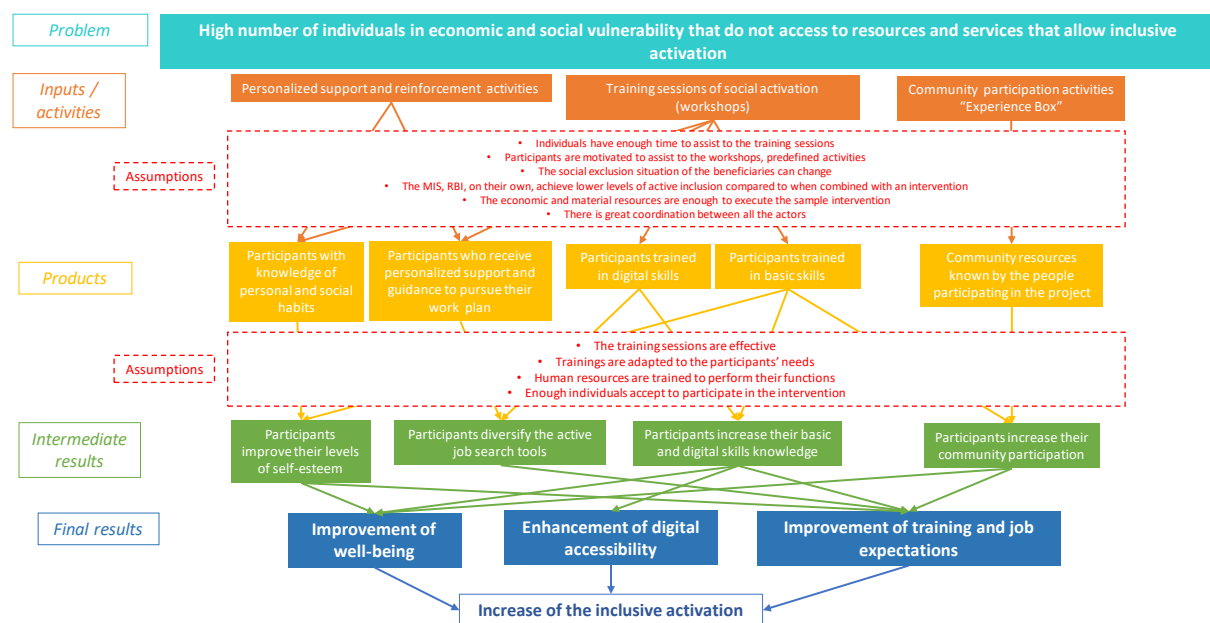 Problem
High number of individuals in economic and social vulnerability that do not access to resources and services that allow inclusive
activation
Inputs /
activities
Personalized support and reinforcement activities
Training sessions of social activation
(workshops)
Community participation activities
“Experience Box”
Assumptions
• Individuals have enough time to assist to the training sessions
• Participants are motivated to assist to the workshops, predefined activities
• The social exclusion situation of the beneficiaries can change
• The MIS, RBI, on their own, achieve lower levels of active inclusion compared to when combined with an intervention
• The economic and material resources are enough to execute the sample intervention
• There is great coordination between all the actors
Products
Participants with
knowledge of
personal and social
habits
Participants who receive
personalized support and
guidance to pursue their
work plan
Participants trained
in digital skills
Participants trained
in basic skills
Community resources
known by the people
participating in the project
Assumptions
• The training sessions are effective
• Trainings are adapted to the participants’ needs
• Human resources are trained to perform their functions
• Enough individuals accept to participate in the intervention
Intermediate
results
Participants
improve their levels
of self-esteem
Participants diversify the active
job search tools
Participants increase their basic
and digital skills knowledge
Participants increase their
community participation
Final results
Improvement of
well-being
Enhancement of digital
accessibility
Improvement of training and job
expectations
Increase of the inclusive activation